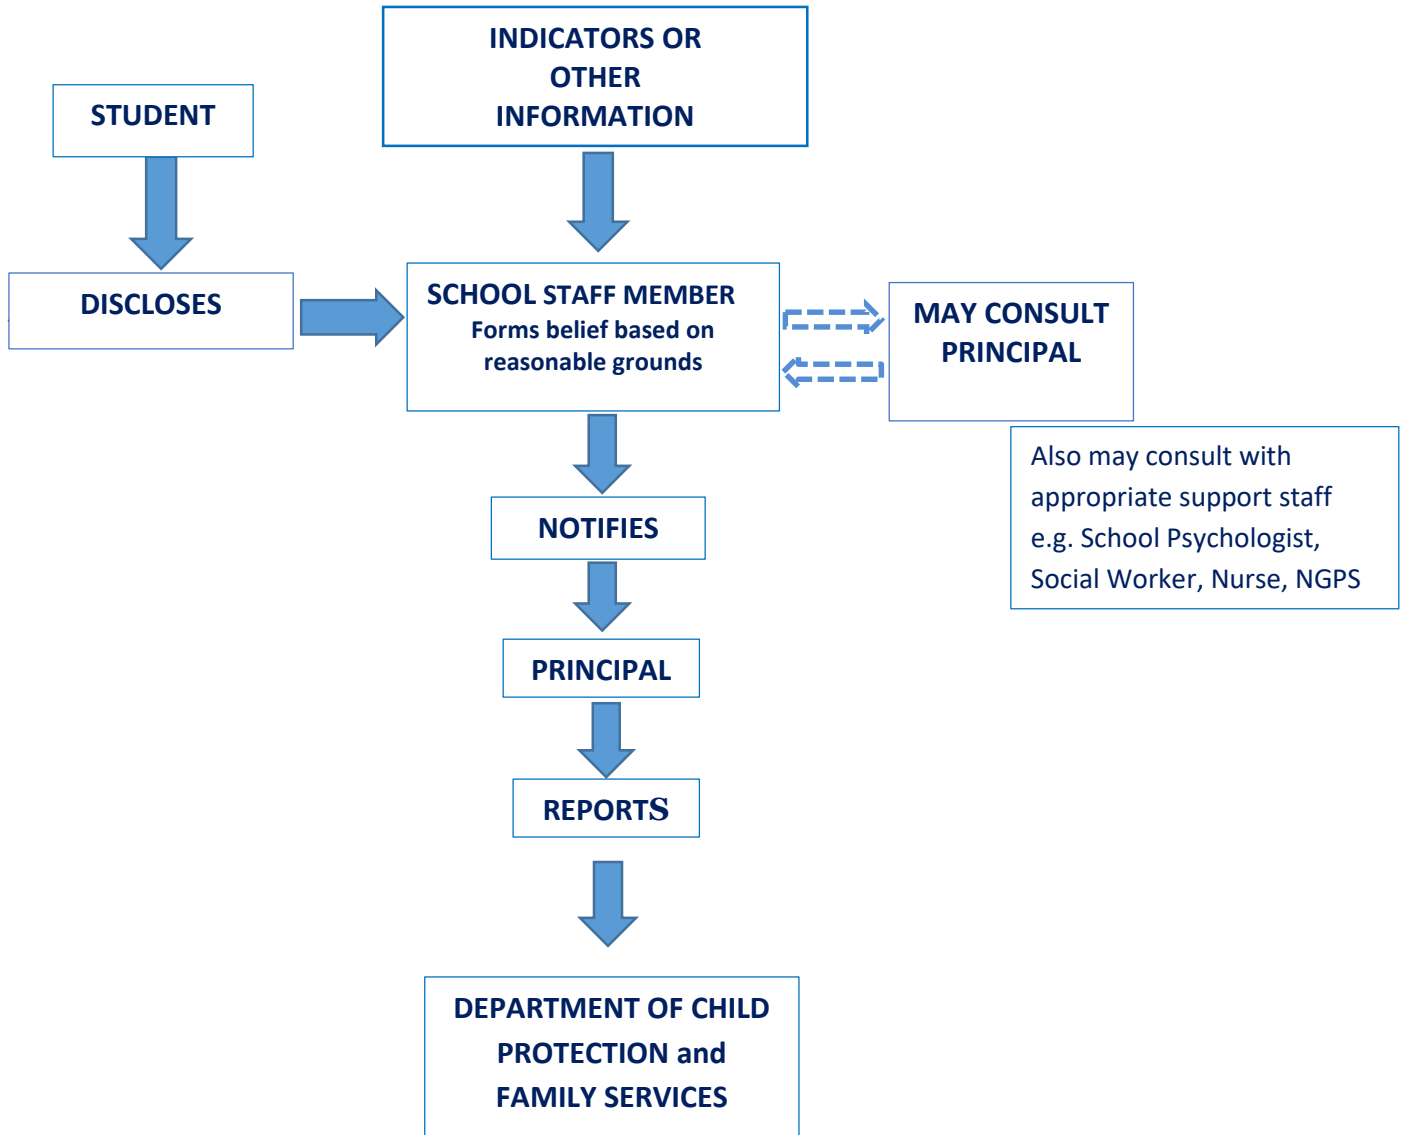 INDICATORS OR
OTHER
INFORMATION
STUDENT
DISCLOSES
SCHOOL STAFF MEMBER
Forms belief based on
reasonable grounds
MAY CONSULT
PRINCIPAL
Also may consult with
appropriate support staff
e.g. School Psychologist,
Social Worker, Nurse, NGPS
NOTIFIES
PRINCIPAL
REPORTS
DEPARTMENT OF CHILD
PROTECTION and
FAMILY SERVICES